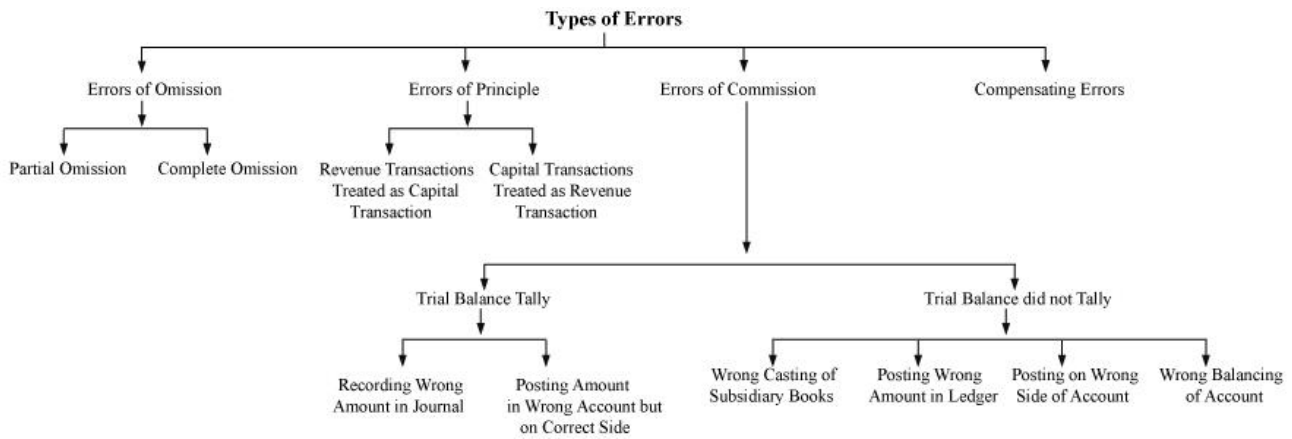 Types of Errors
Errors of Omission
Errors of Principle
Errors of Commission
Compensating Errors
Partial Omission
Complete Omission
Revenue Transactions
Treated as Capital
Transaction
Capital Transactions
Treated as Revenue
Transaction
Trial Balance Tally
Trial Balance did not Tally
Recording Wrong
Amount in Journal
Posting Amount
in Wrong Account but
on Correct Side
Wrong Casting of
Subsidiary Books
Posting Wrong
Amount in Ledger
Posting on Wrong
Side of Account
Wrong Balancing
of Account